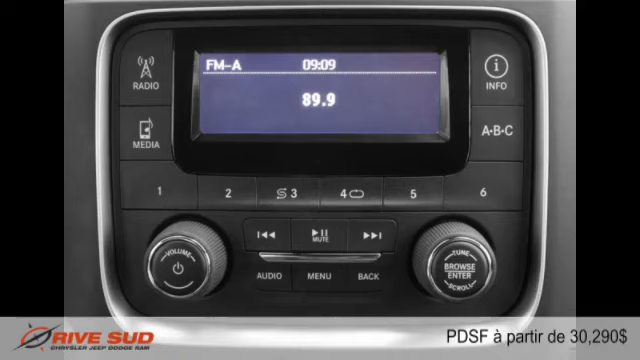 FM-A 09:09
89.9
RADIO
INFO
MEDIA
A•B•C
1 2 3 4 5 6
MUTE
VOLUME
AUDIO MENU BACK
TUNE
BROWSE
ENTER
SCROLL
RIVE SUD
CHRYSLER JEEP DODGE RAM
PDSF à partir de 30,290$